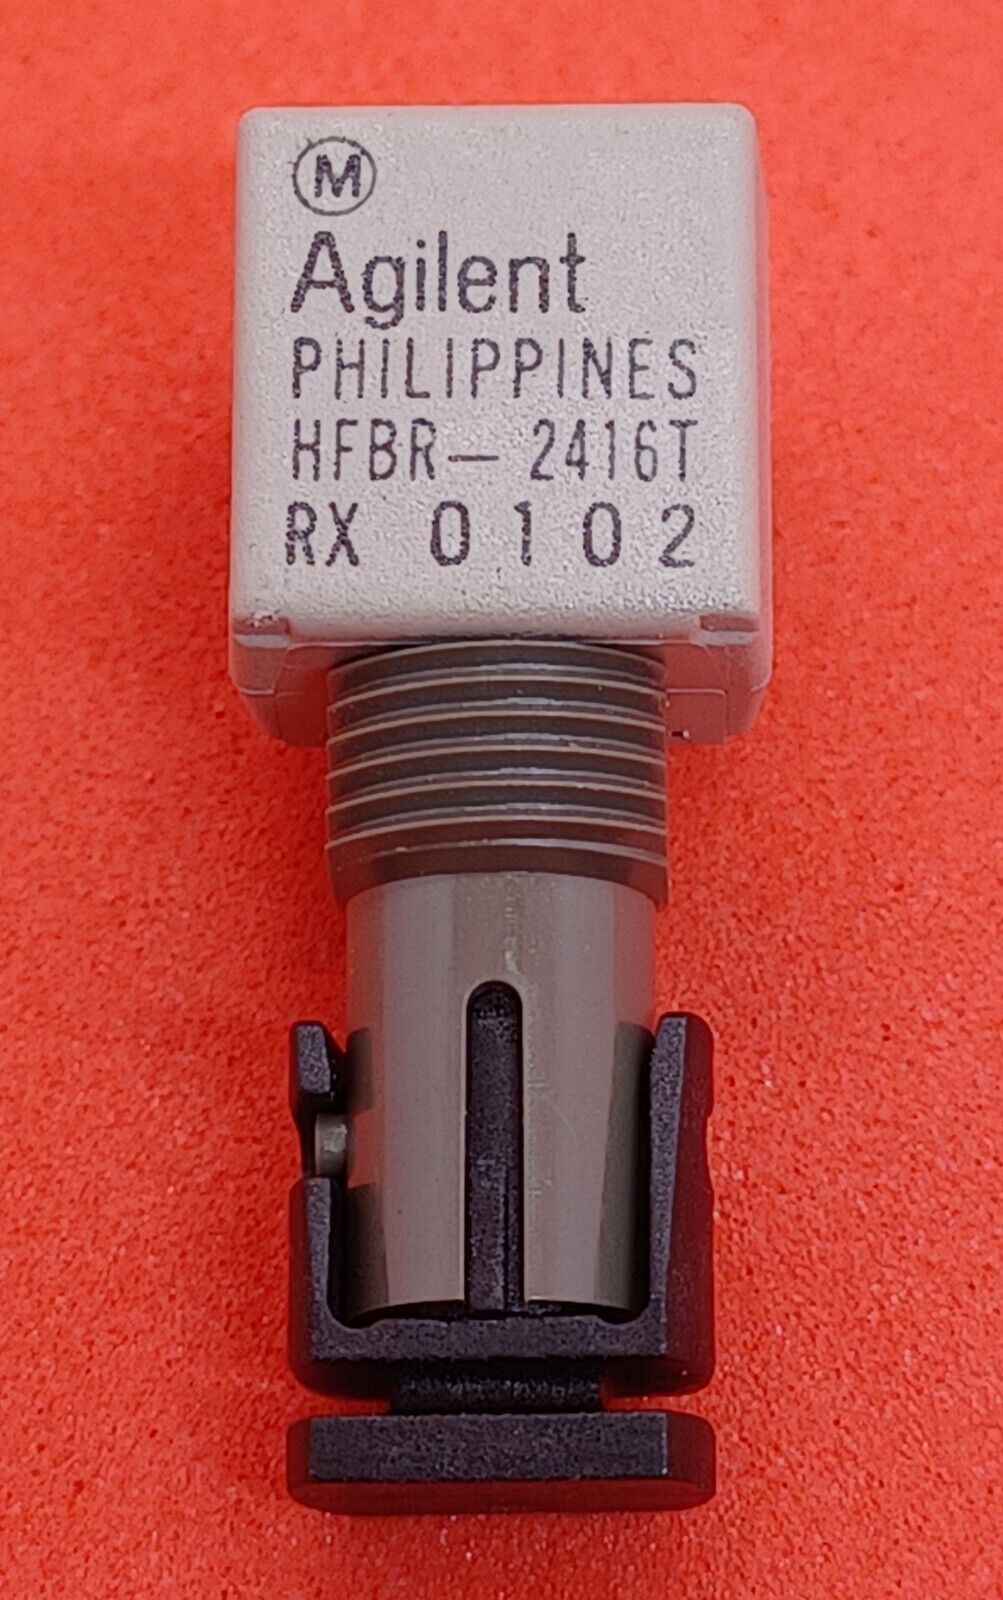 M
Agilent
PHILIPPINES
HFBR- 2416T
RX 0102